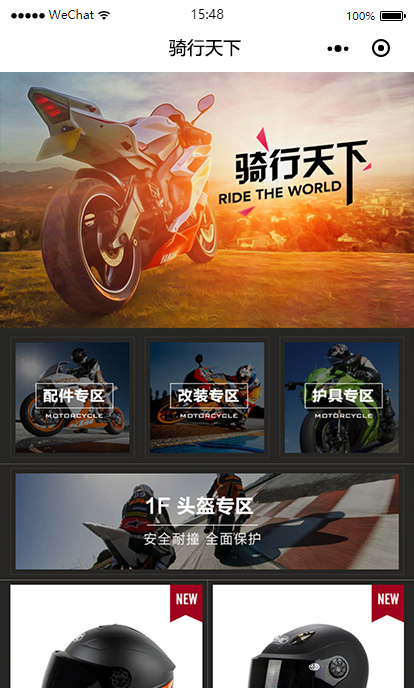 WeChat 15:48 100%
骑行天下
骑行天下
RIDE THE WORLD
配件专区 改装专区 护具专区
MOTORCYCLE MOTORCYCLE MOTORCYCLE
1F 头盔专区
安全耐撞 全面保护
NEW NEW